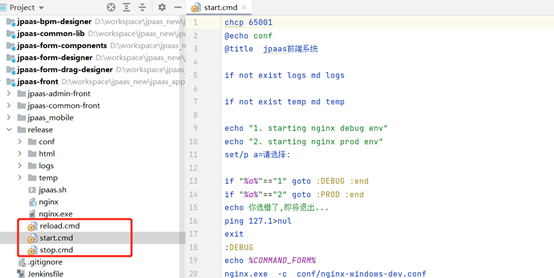 Project
start.cmd
jpaas-bpm-designer D:\workspace\jpaas_new\jpaas_bp
jpaas-common-lib D:\workspace\jpaas_new\jpaas_
jpaas-form-components D:\workspace\jpaas_new\
jpaas-form-designer D:\workspace\jpaas_new\jpa
jpaas-form-drag-designer D:\workspace\jpaas_ne
jpaas-front D:\workspace\jpaas_new\jpaas_app
jpaas-admin-front
jpaas-common-front
jpaas_mobile
release
conf
html
logs
temp
jpaas.sh
nginx
nginx.exe
reload.cmd
start.cmd
stop.cmd
.gitignore
Jenkinsfile
1 chcp 65001
2 @echo conf
3 @title jpaas前端系统
4
5 if not exist logs md logs
6
7 if not exist temp md temp
8
9 echo "1. starting nginx debug env"
10 echo "2. starting nginx prod env"
11 set/p a=请选择:
12
13 if "%a%"=="1" goto :DEBUG :end
14 if "%a%"=="2" goto :PROD :end
15 echo 你选错了,即将退出...
16 ping 127.1>nul
17 exit
18 :DEBUG
19 echo %COMMAND_FORM%
20 nginx.exe -c conf/nginx-windows-dev.conf